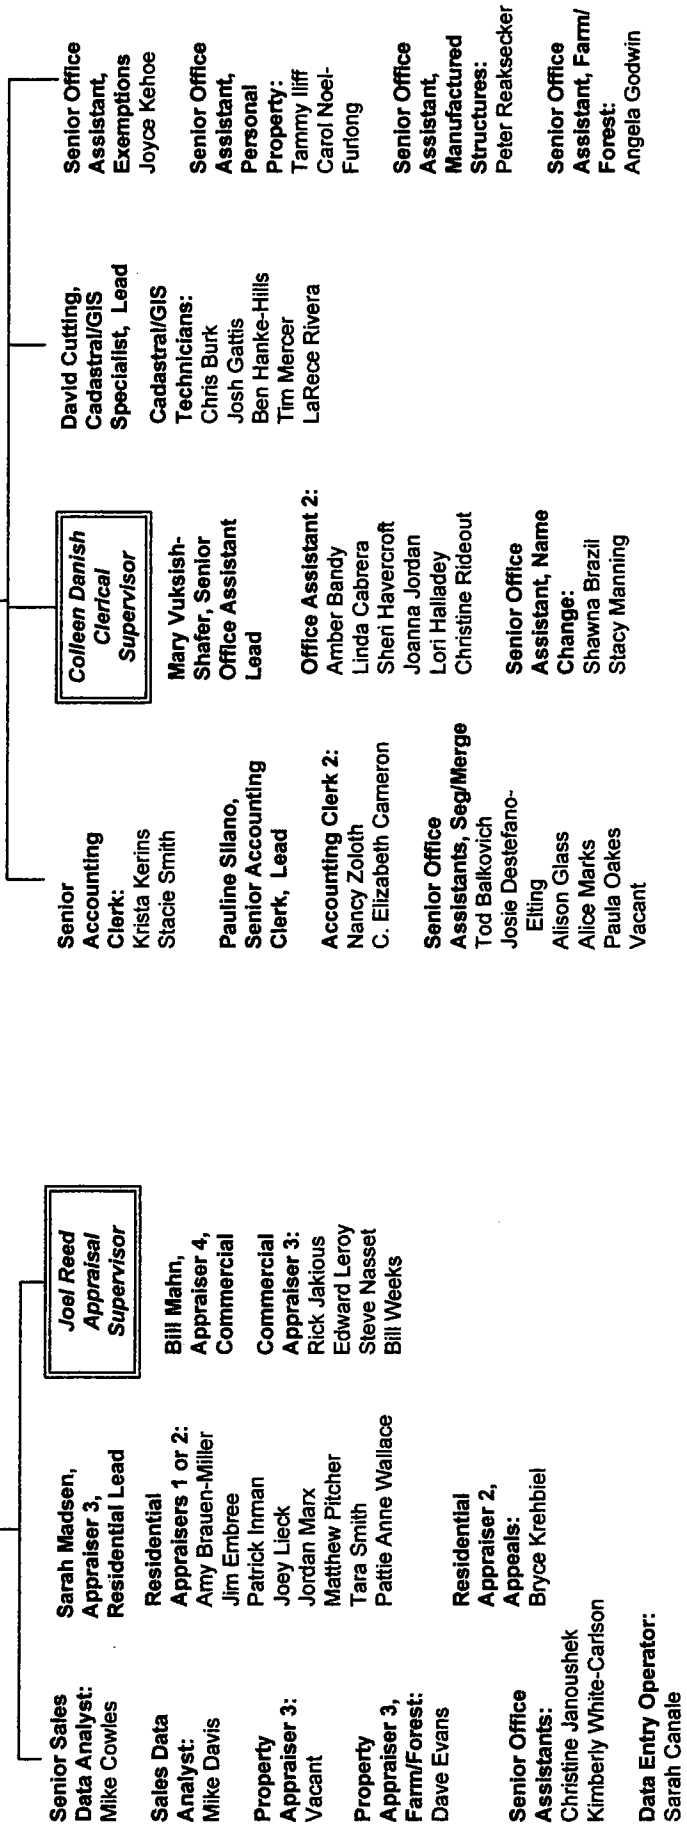 Senior Sales
Data Analyst:
Mike Cowles
Sales Data
Analyst:
Mike Davis
Property
Appraiser 3:
Vacant
Property
Appraiser 3,
Farm/Forest:
Dave Evans
Senior Office
Assistants:
Christine Janoushek
Kimberly White-Carlson
Data Entry Operator:
Sarah Canale
Sarah Madsen,
Appraiser 3,
Residential Lead
Residential
Appraisers 1 or 2:
Amy Brauen-Miller
Jim Embree
Patrick Inman
Joey Lieck
Jordan Marx
Matthew Pitcher
Tara Smith
Pattie Anne Wallace
Residential
Appraiser 2,
Appeals:
Bryce Krehbiel
Joel Reed
Appraisal
Supervisor
Bill Mahn,
Appraiser 4,
Commercial
Commercial
Appraiser 3:
Rick Jakious
Edward Leroy
Steve Nasset
Bill Weeks
Senior
Accounting
Clerk:
Krista Kerins
Stacie Smith
Pauline Silano,
Senior Accounting
Clerk, Lead
Accounting Clerk 2:
Nancy Zoloth
C. Elizabeth Cameron
Senior Office
Assistants, Seg/Merge
Tod Balkovich
Josie Destefano-
Elting
Alison Glass
Alice Marks
Paula Oakes
Vacant
Colleen Danish
Clerical
Supervisor
Mary Vuksish-
Shafer, Senior
Office Assistant
Lead
Office Assistant 2:
Amber Bandy
Linda Cabrera
Sheri Havercroft
Joanna Jordan
Lori Halladey
Christine Rideout
Senior Office
Assistant, Name
Change:
Shawna Brazil
Stacy Manning
David Cutting,
Cadastral/GIS
Specialist, Lead
Cadastral/GIS
Technicians:
Chris Burk
Josh Gattis
Ben Hanke-Hills
Tim Mercer
LaRece Rivera
Senior Office
Assistant,
Exemptions
Joyce Kehoe
Senior Office
Assistant,
Personal
Property:
Tammy Iliff
Carol Noel-
Furlong
Senior Office
Assistant,
Manufactured
Structures:
Peter Reaksecker
Senior Office
Assistant, Farm/
Forest:
Angela Godwin